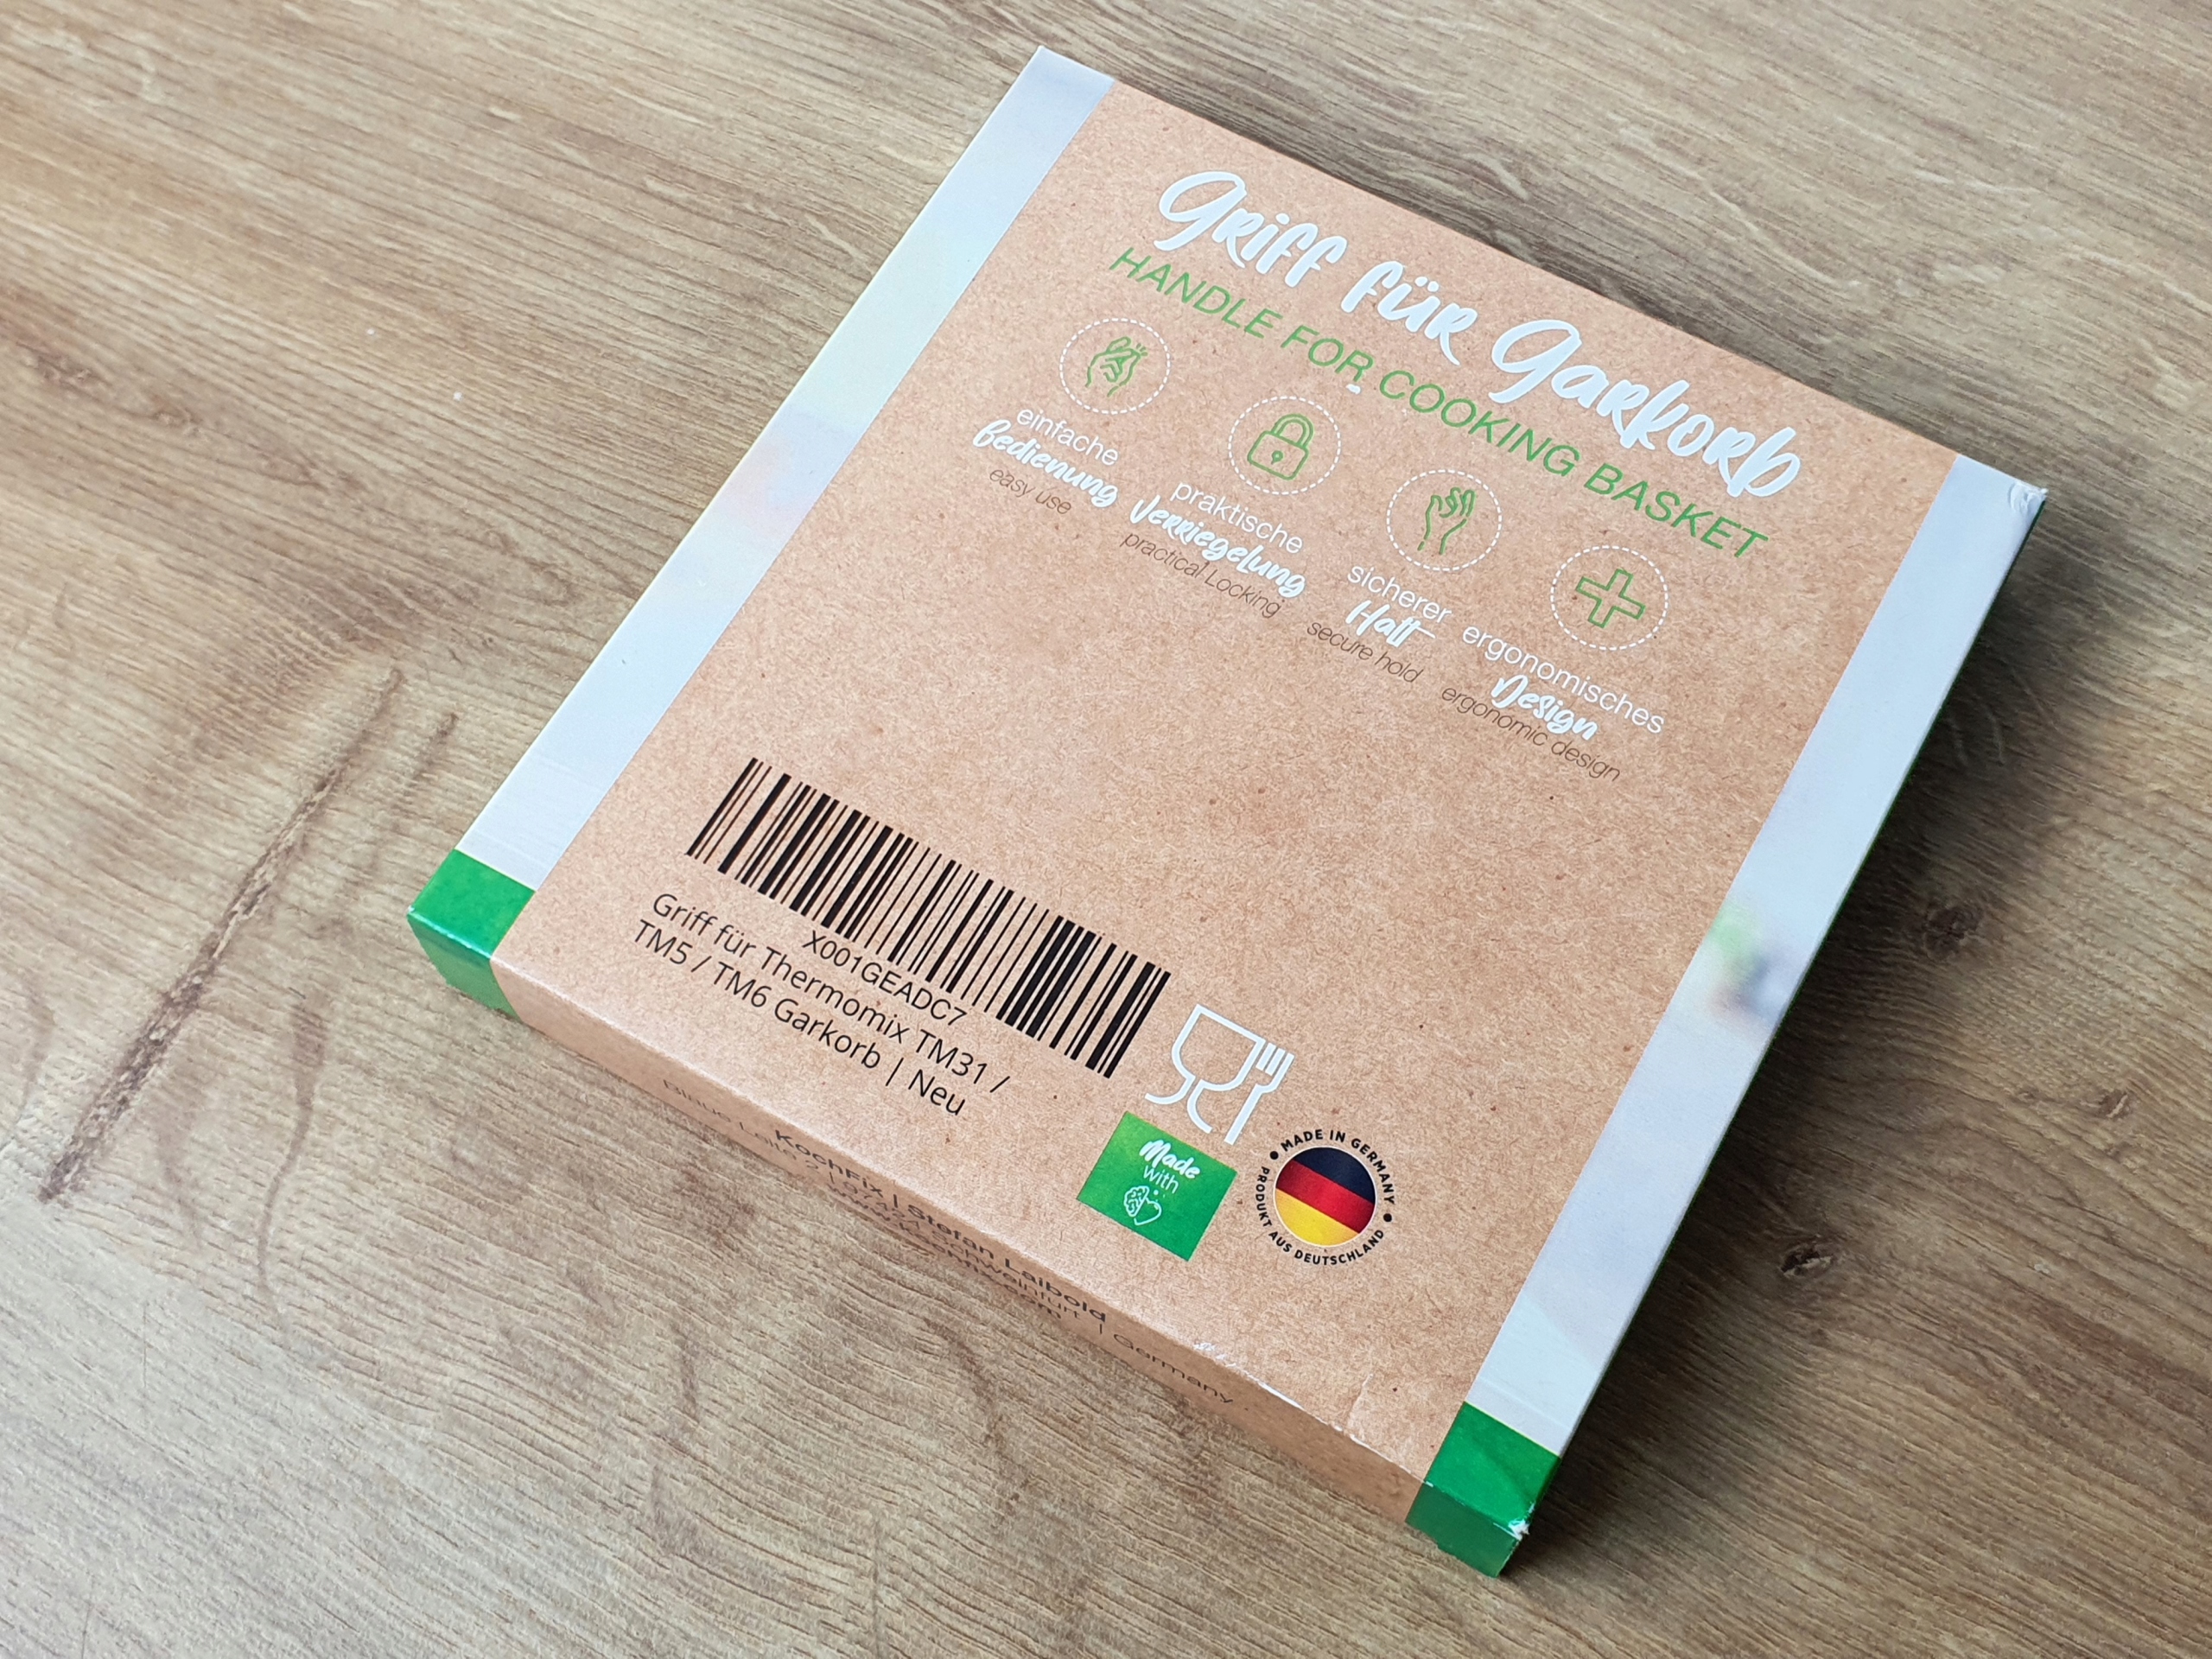 Griff für Garkorb
HANDLE FOR COOKING BASKET
einfache
Bedienung
easy use
praktische
Verriegelung
practical Locking
sicherer
Halt
secure hold
ergonomisches
Design
ergonomic design
X001GEADC7
Griff für Thermomix TM31 /
TM5 / TM6 Garkorb | Neu
Made
with
MADE IN GERMANY
PRODUKT AUS DEUTSCHLAND
KochFix | Stefan Laibold
Schweinfurt | Germany